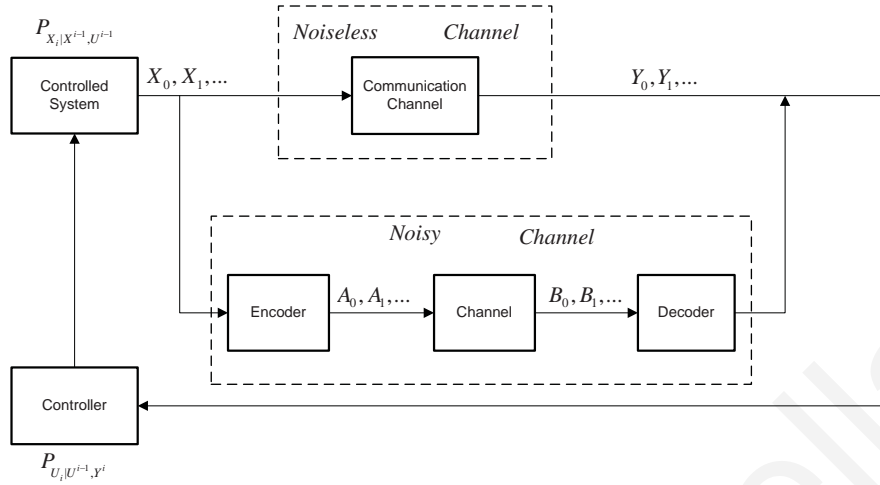 P_{X_i|X^{i-1},U^{i-1}}
Noiseless Channel
Controlled
System
X_0, X_1,...
Communication
Channel
Y_0, Y_1,...
Noisy Channel
Encoder
A_0, A_1,...
Channel
B_0, B_1,...
Decoder
Controller
P_{U_i|U^{i-1},Y^i}